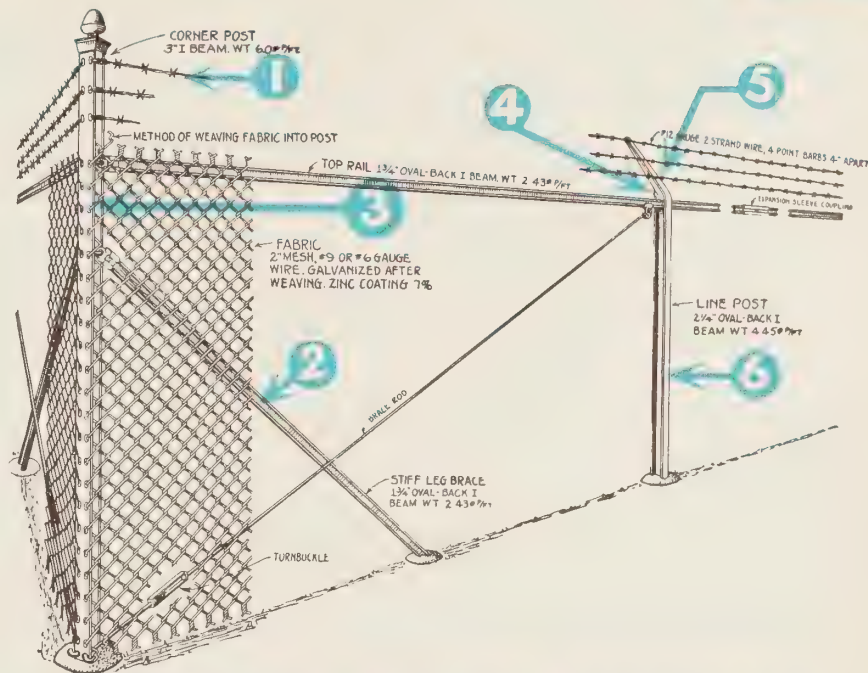 CORNER POST
3" I BEAM. WT 6.0# P/FT
1
METHOD OF WEAVING FABRIC INTO POST
TOP RAIL 1¾" OVAL-BACK I BEAM. WT 2.43# P/FT
4
5
#12 GAUGE 2 STRAND WIRE, 4 POINT BARBS 4" APART
EXPANSION SLEEVE COUPLING
3
FABRIC
2" MESH, #9 OR #6 GAUGE
WIRE. GALVANIZED AFTER
WEAVING. ZINC COATING 7%
LINE POST
2¼" OVAL-BACK I
BEAM WT 4.45# P/FT
2
6
BRACE ROD
STIFF LEG BRACE
1¾" OVAL-BACK I
BEAM WT 2.43# P/FT
TURNBUCKLE